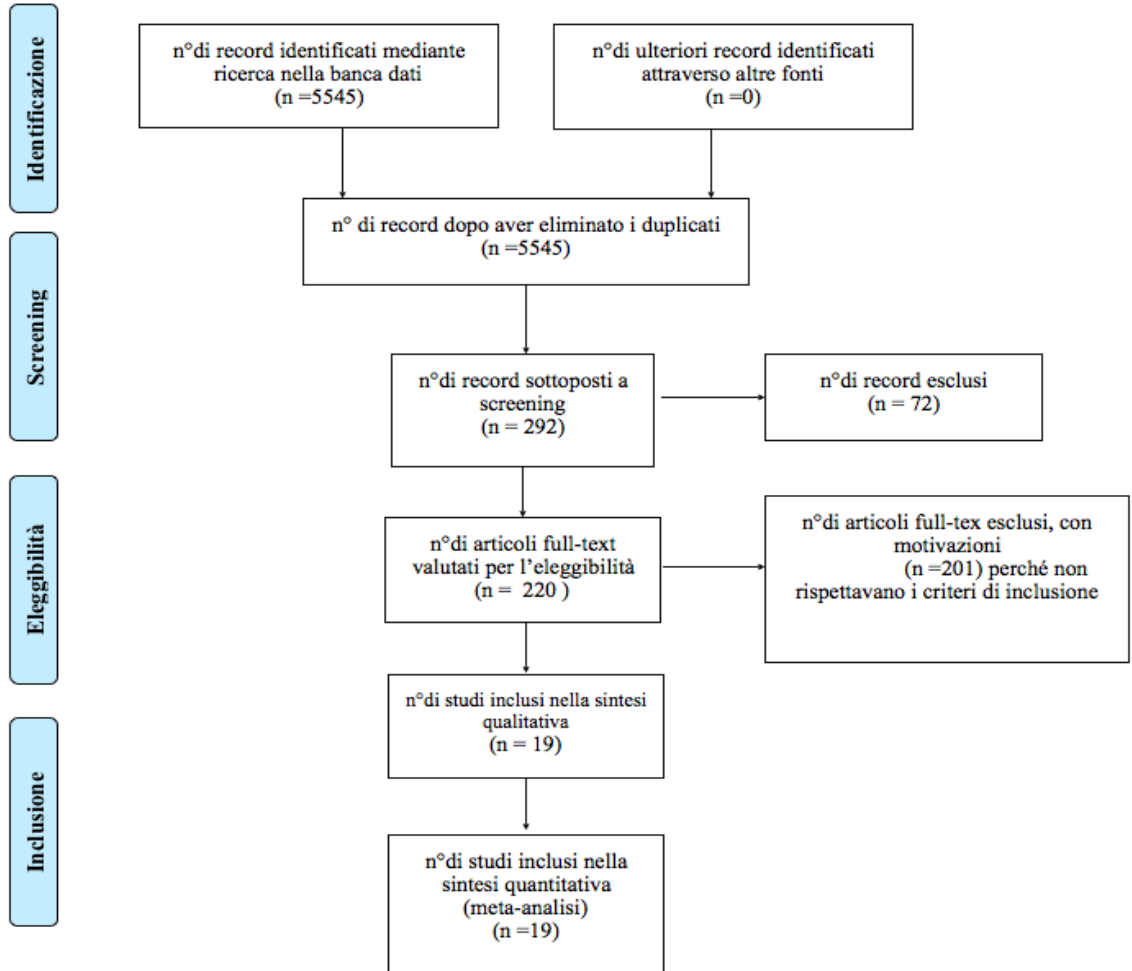 Identificazione
n°di record identificati mediante
ricerca nella banca dati
(n =5545)
n°di ulteriori record identificati
attraverso altre fonti
(n =0)
n° di record dopo aver eliminato i duplicati
(n =5545)
Screening
n°di record sottoposti a
screening
(n = 292)
n°di record esclusi
(n = 72)
Eleggibilità
n°di articoli full-text
valutati per l’eleggibilità
(n = 220 )
n°di articoli full-tex esclusi, con
motivazioni
(n =201) perché non
rispettavano i criteri di inclusione
Inclusione
n°di studi inclusi nella sintesi
qualitativa
(n = 19)
n°di studi inclusi nella
sintesi quantitativa
(meta-analisi)
(n =19)